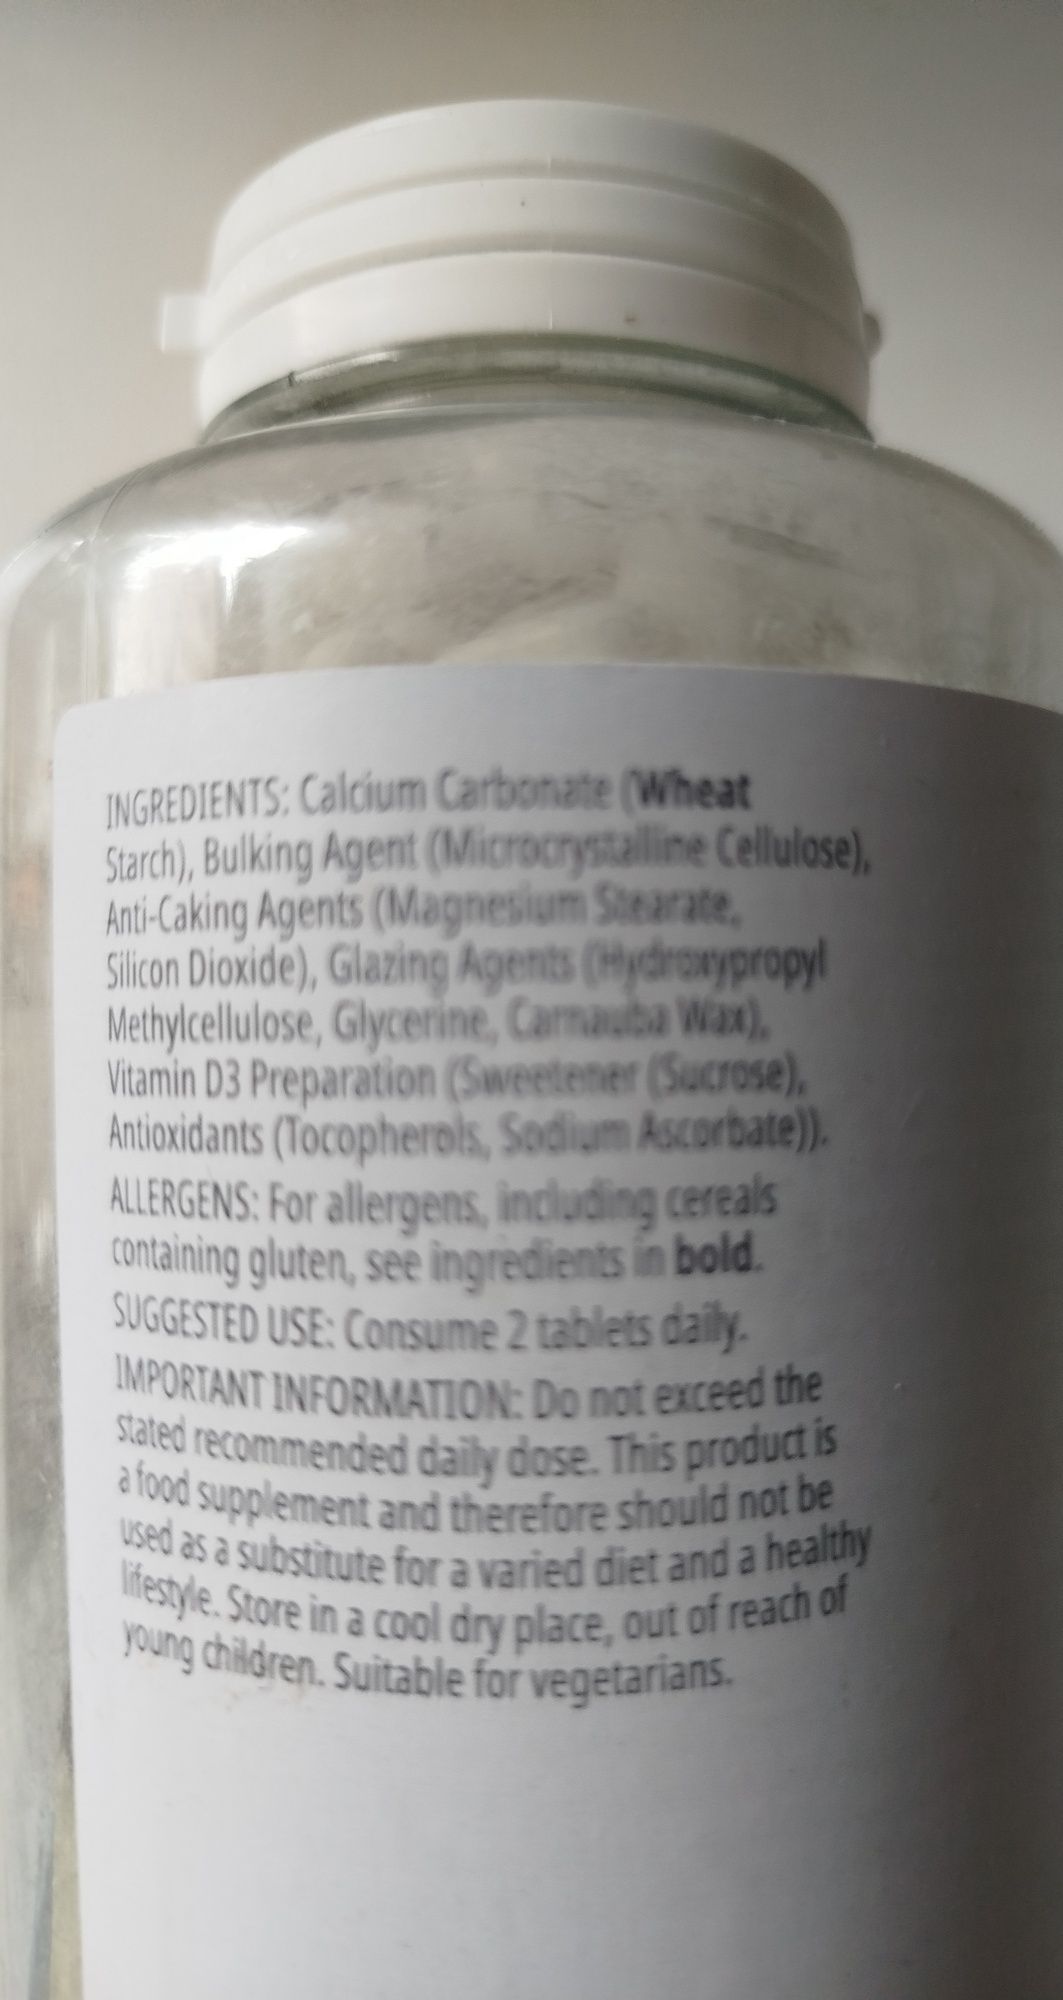 INGREDIENTS: Calcium Carbonate (Wheat
Starch), Bulking Agent (Microcrystalline Cellulose),
Anti-Caking Agents (Magnesium Stearate,
Silicon Dioxide), Glazing Agents (Hydroxypropyl
Methylcellulose, Glycerine, Carnauba Wax),
Vitamin D3 Preparation (Sweetener (Sucrose),
Antioxidants (Tocopherols, Sodium Ascorbate)).
ALLERGENS: For allergens, including cereals
containing gluten, see ingredients in bold.
SUGGESTED USE: Consume 2 tablets daily.
IMPORTANT INFORMATION: Do not exceed the
stated recommended daily dose. This product is
a food supplement and therefore should not be
used as a substitute for a varied diet and a healthy
lifestyle. Store in a cool dry place, out of reach of
young children. Suitable for vegetarians.